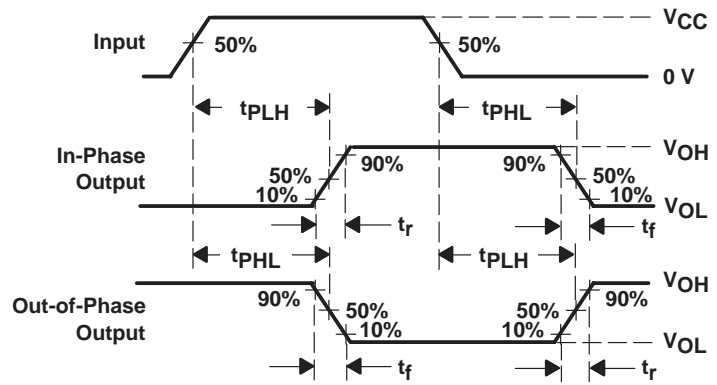 VCC
Input
50%
50%
0 V
tPLH
tPHL
In-Phase
Output
90%
90%
VOH
50%
50%
10%
10%
VOL
tr
tf
tPHL
tPLH
Out-of-Phase
Output
90%
90%
VOH
50%
50%
10%
10%
VOL
tf
tr